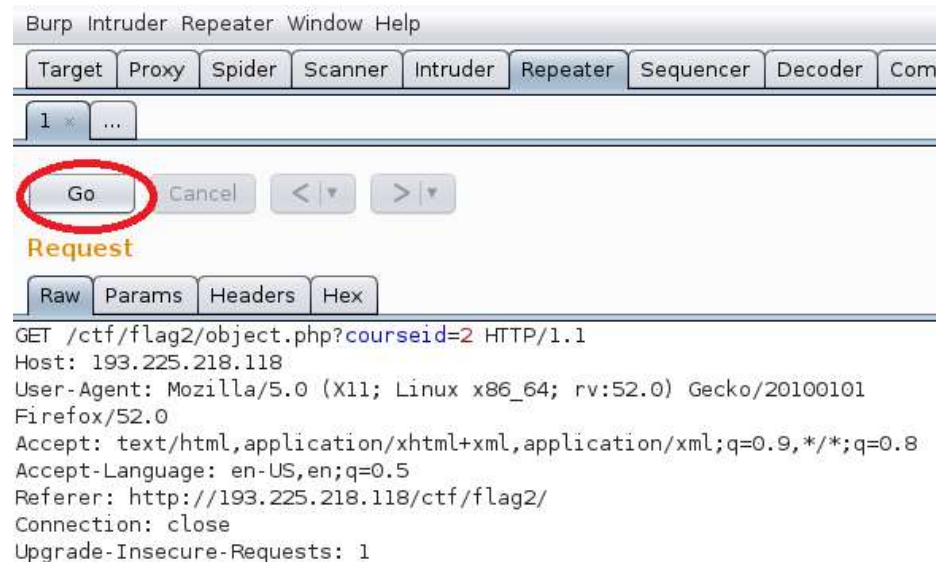 Burp Intruder Repeater Window Help
Target Proxy Spider Scanner Intruder Repeater Sequencer Decoder Com
1 × ...
Go Cancel < | ▾ > | ▾
Request
Raw Params Headers Hex
GET /ctf/flag2/object.php?courseid=2 HTTP/1.1
Host: 193.225.218.118
User-Agent: Mozilla/5.0 (X11; Linux x86_64; rv:52.0) Gecko/20100101
Firefox/52.0
Accept: text/html,application/xhtml+xml,application/xml;q=0.9,*/*;q=0.8
Accept-Language: en-US,en;q=0.5
Referer: http://193.225.218.118/ctf/flag2/
Connection: close
Upgrade-Insecure-Requests: 1